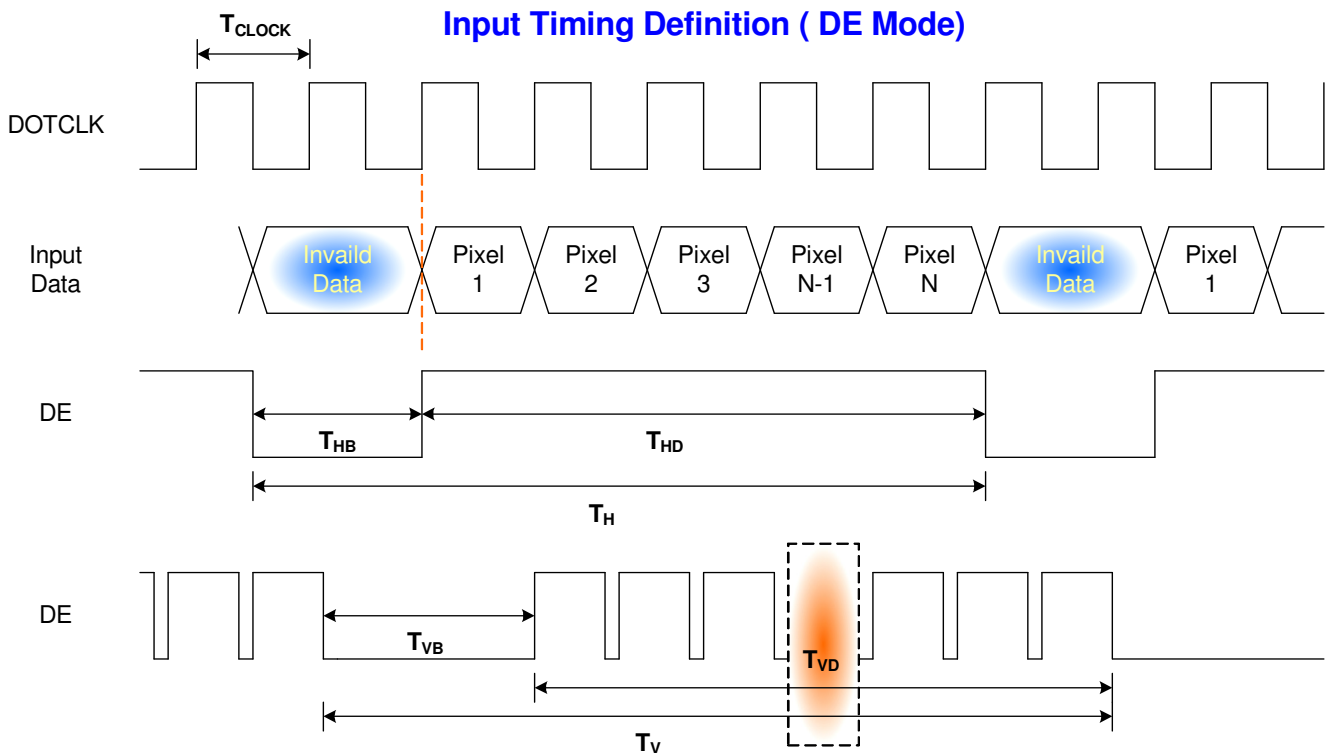 Input Timing Definition ( DE Mode)
TCLOCK
DOTCLK
Input
Data
Invaild
Data
Pixel
1
Pixel
2
Pixel
3
Pixel
N-1
Pixel
N
Invaild
Data
Pixel
1
DE
THB
THD
TH
DE
TVB
TVD
TV